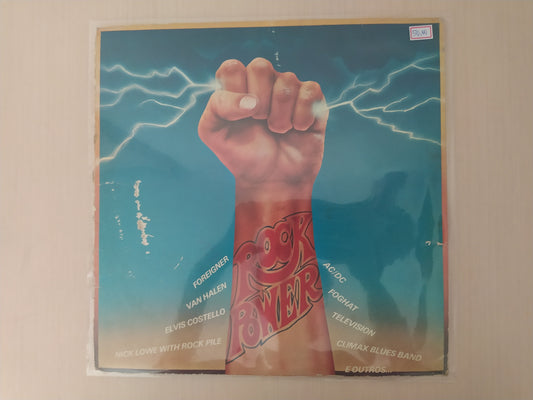 ROCK
POWER
FOREIGNER
VAN HALEN
ELVIS COSTELLO
NICK LOWE WITH ROCK PILE
AC/DC
FOGHAT
TELEVISION
CLIMAX BLUES BAND
E OUTROS...